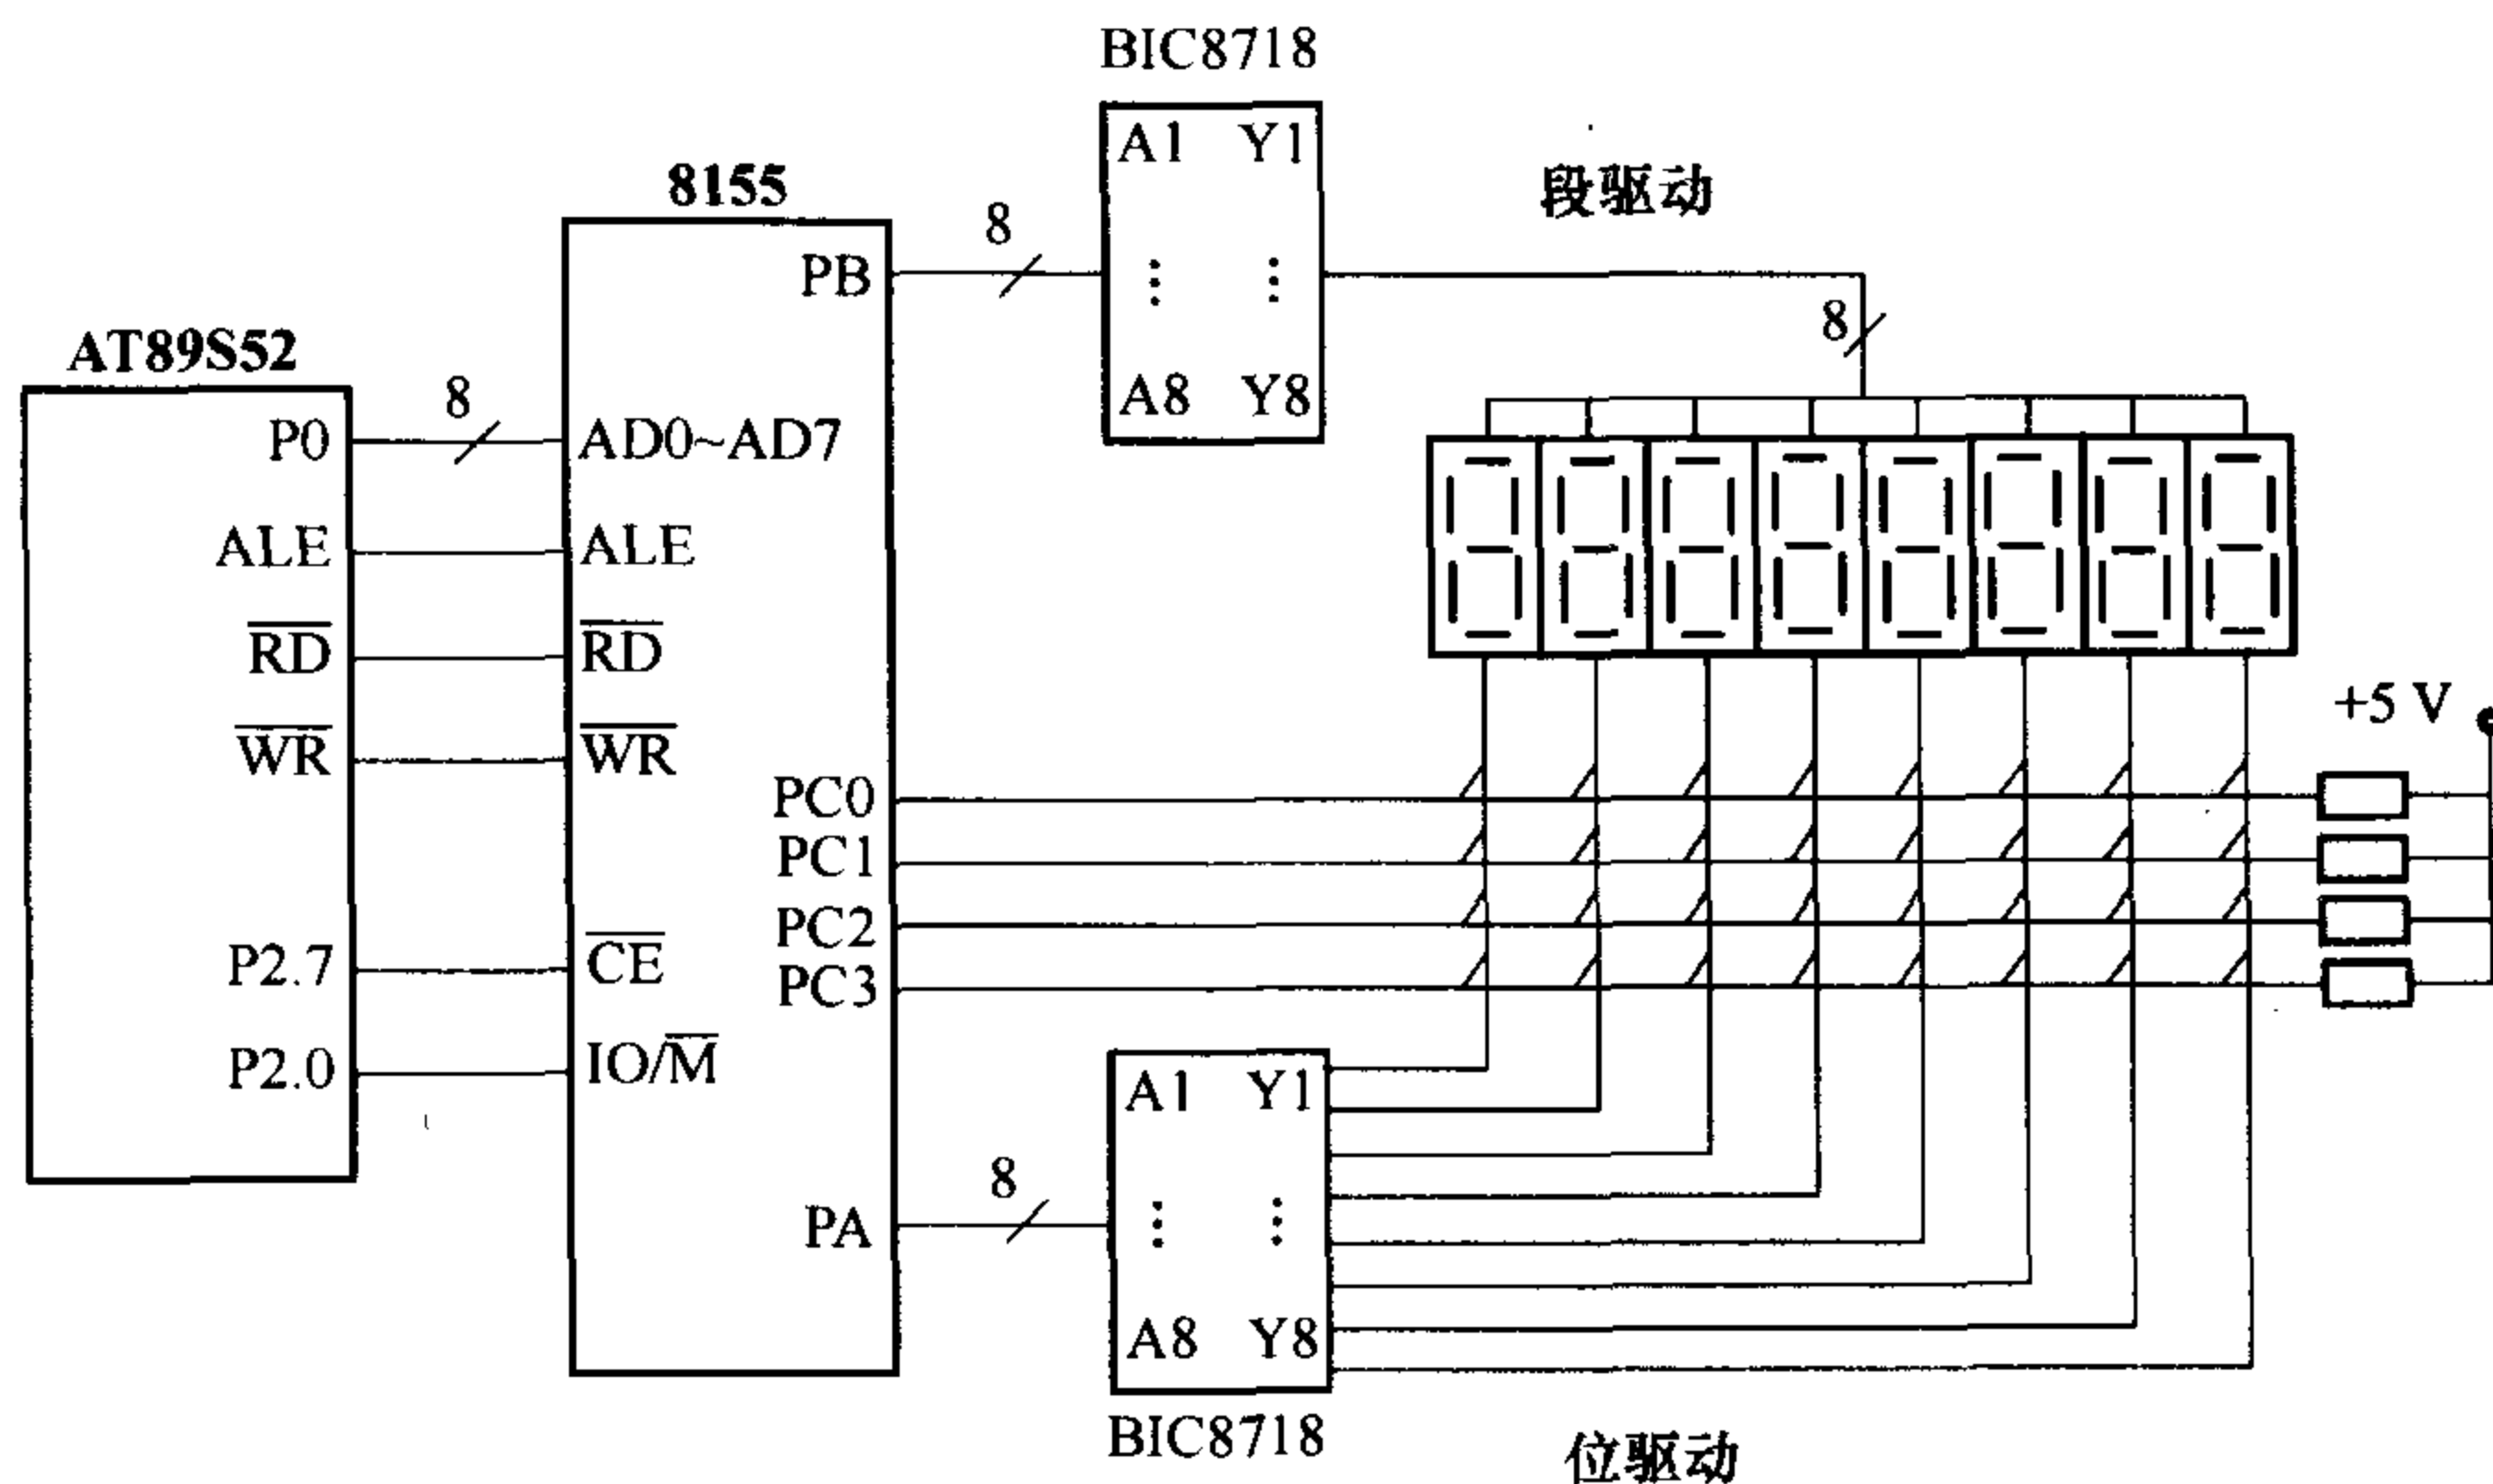 BIC8718
A1 Y1
A8 Y8
段驱动
8155
PB
8
8
AT89S52
P0
8
AD0~AD7
ALE
ALE
RD
RD
WR
WR
+5 V
PC0
PC1
PC2
PC3
P2.7
CE
P2.0
IO/M
PA
8
A1 Y1
A8 Y8
BIC8718
位驱动